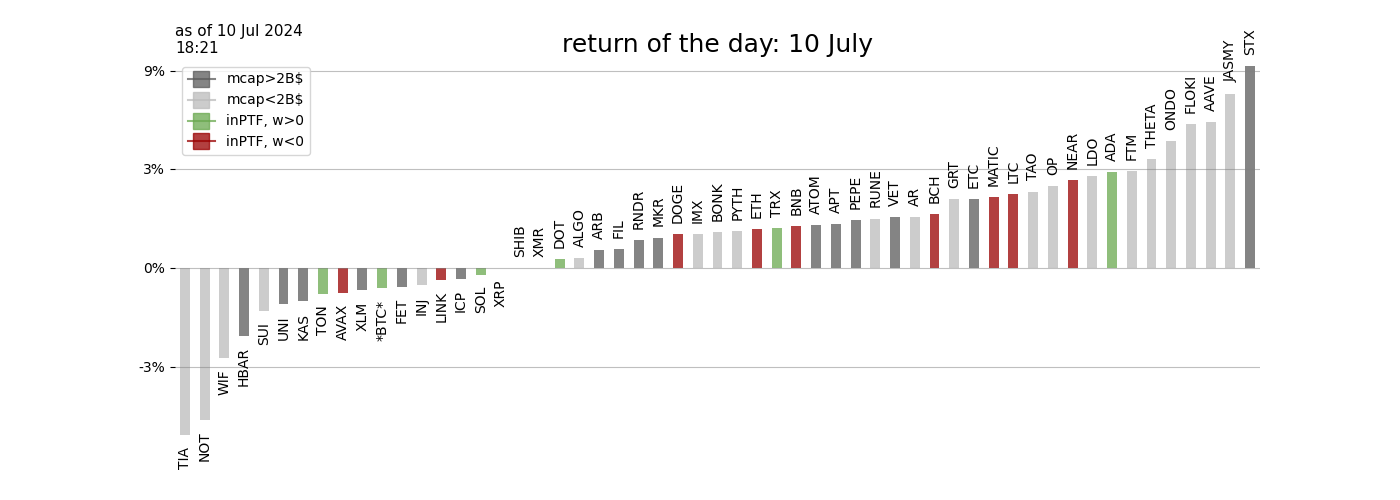 as of 10 Jul 2024
18:21
return of the day: 10 July
9%
3%
0%
-3%
mcap>2B$
mcap<2B$
inPTF, w>0
inPTF, w<0
TIA
NOT
WIF
HBAR
SUI
UNI
KAS
TON
AVAX
XLM
*BTC*
FET
INJ
LINK
ICP
SOL
XRP
SHIB
XMR
DOT
ALGO
ARB
FIL
RNDR
MKR
DOGE
IMX
BONK
PYTH
ETH
TRX
BNB
ATOM
APT
PEPE
RUNE
VET
AR
BCH
GRT
ETC
MATIC
LTC
TAO
OP
NEAR
LDO
ADA
FTM
THETA
ONDO
FLOKI
AAVE
JASMY
STX